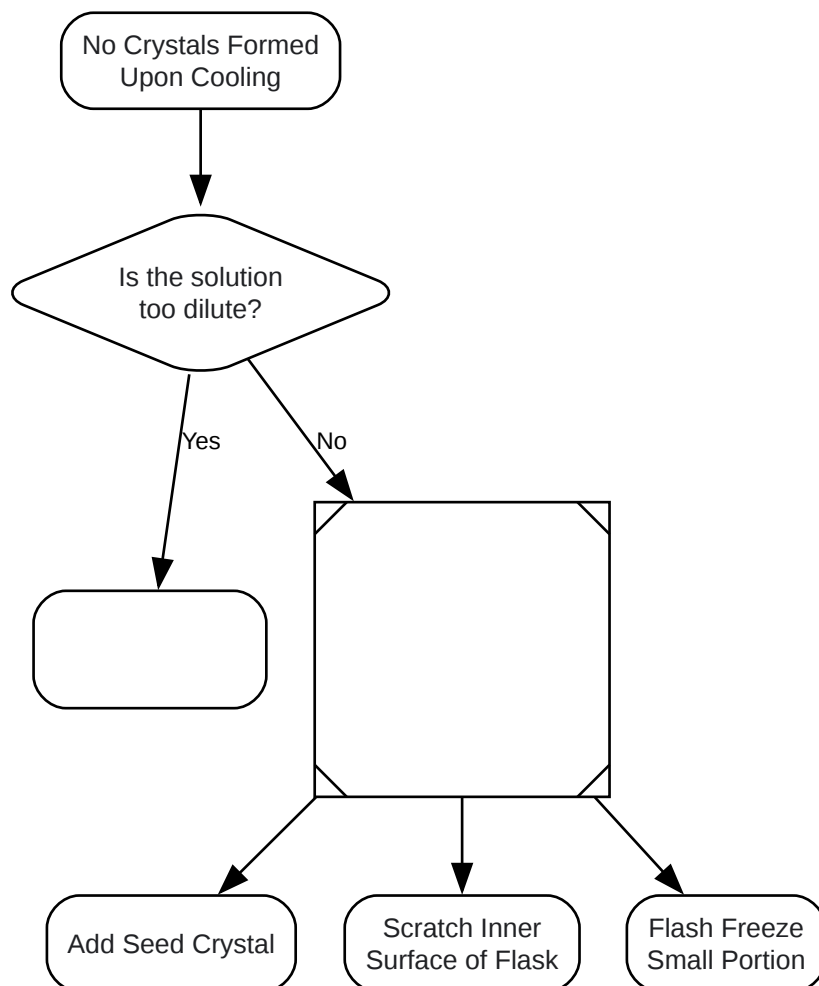 No Crystals Formed
Upon Cooling
Is the solution
too dilute?
Yes
No
Add Seed Crystal
Scratch Inner
Surface of Flask
Flash Freeze
Small Portion